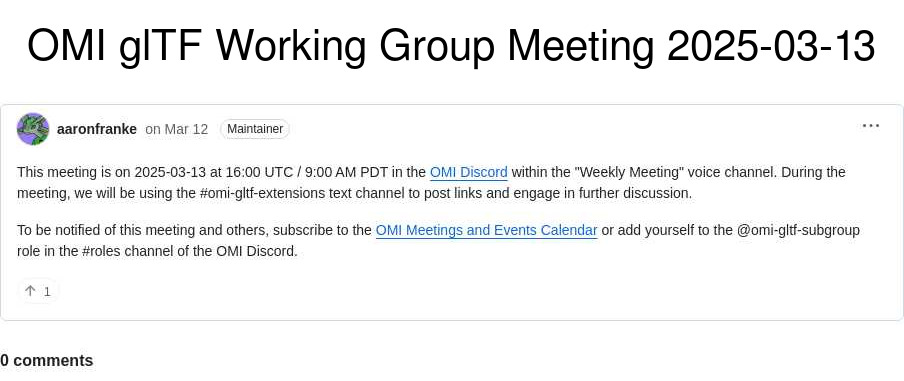 OMI glTF Working Group Meeting 2025-03-13
aaronfranke on Mar 12 Maintainer
This meeting is on 2025-03-13 at 16:00 UTC / 9:00 AM PDT in the OMI Discord within the "Weekly Meeting" voice channel. During the
meeting, we will be using the #omi-gltf-extensions text channel to post links and engage in further discussion.
To be notified of this meeting and others, subscribe to the OMI Meetings and Events Calendar or add yourself to the @omi-gltf-subgroup
role in the #roles channel of the OMI Discord.
↑ 1
0 comments